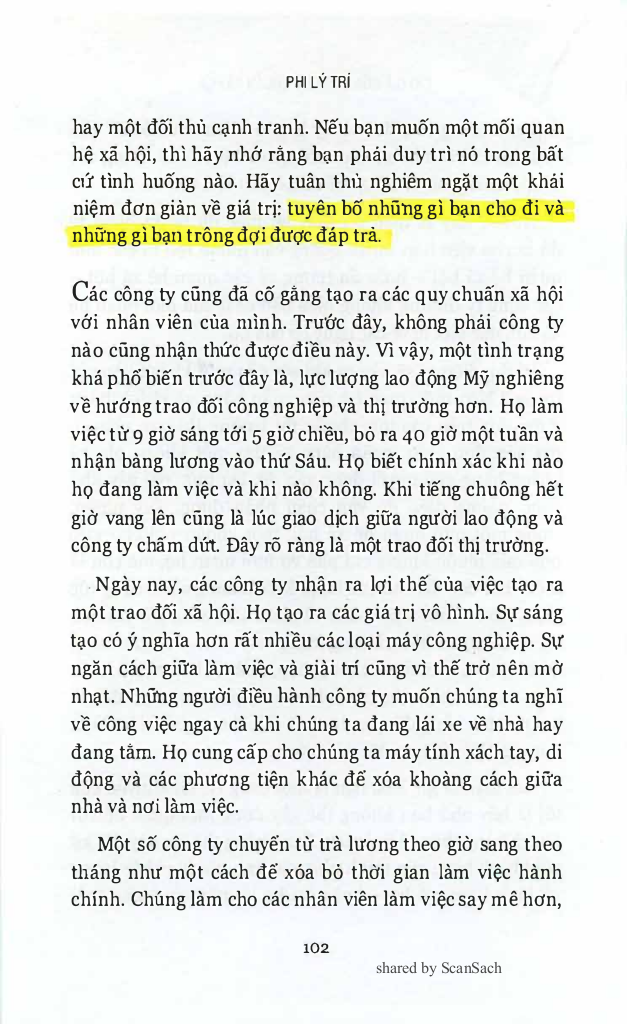 PHI LÝ TRÍ
hay một đối thủ cạnh tranh. Nếu bạn muốn một mối quan
hệ xã hội, thì hãy nhớ rằng bạn phải duy trì nó trong bất
cứ tình huống nào. Hãy tuân thủ nghiêm ngặt một khái
niệm đơn giản về giá trị: tuyên bố những gì bạn cho đi và
những gì bạn trông đợi được đáp trả.
Các công ty cũng đã cố gắng tạo ra các quy chuẩn xã hội
với nhân viên của mình. Trước đây, không phải công ty
nào cũng nhận thức được điều này. Vì vậy, một tình trạng
khá phổ biến trước đây là, lực lượng lao động Mỹ nghiêng
về hướng trao đổi công nghiệp và thị trường hơn. Họ làm
việc từ 9 giờ sáng tới 5 giờ chiều, bỏ ra 40 giờ một tuần và
nhận bảng lương vào thứ Sáu. Họ biết chính xác khi nào
họ đang làm việc và khi nào không. Khi tiếng chuông hết
giờ vang lên cũng là lúc giao dịch giữa người lao động và
công ty chấm dứt. Đây rõ ràng là một trao đổi thị trường.
Ngày nay, các công ty nhận ra lợi thế của việc tạo ra
một trao đổi xã hội. Họ tạo ra các giá trị vô hình. Sự sáng
tạo có ý nghĩa hơn rất nhiều các loại máy công nghiệp. Sự
ngăn cách giữa làm việc và giải trí cũng vì thế trở nên mờ
nhạt. Những người điều hành công ty muốn chúng ta nghĩ
về công việc ngay cả khi chúng ta đang lái xe về nhà hay
đang tắm. Họ cung cấp cho chúng ta máy tính xách tay, di
động và các phương tiện khác để xóa khoảng cách giữa
nhà và nơi làm việc.
Một số công ty chuyển từ trả lương theo giờ sang theo
tháng như một cách để xóa bỏ thời gian làm việc hành
chính. Chúng làm cho các nhân viên làm việc say mê hơn,
102
shared by ScanSach